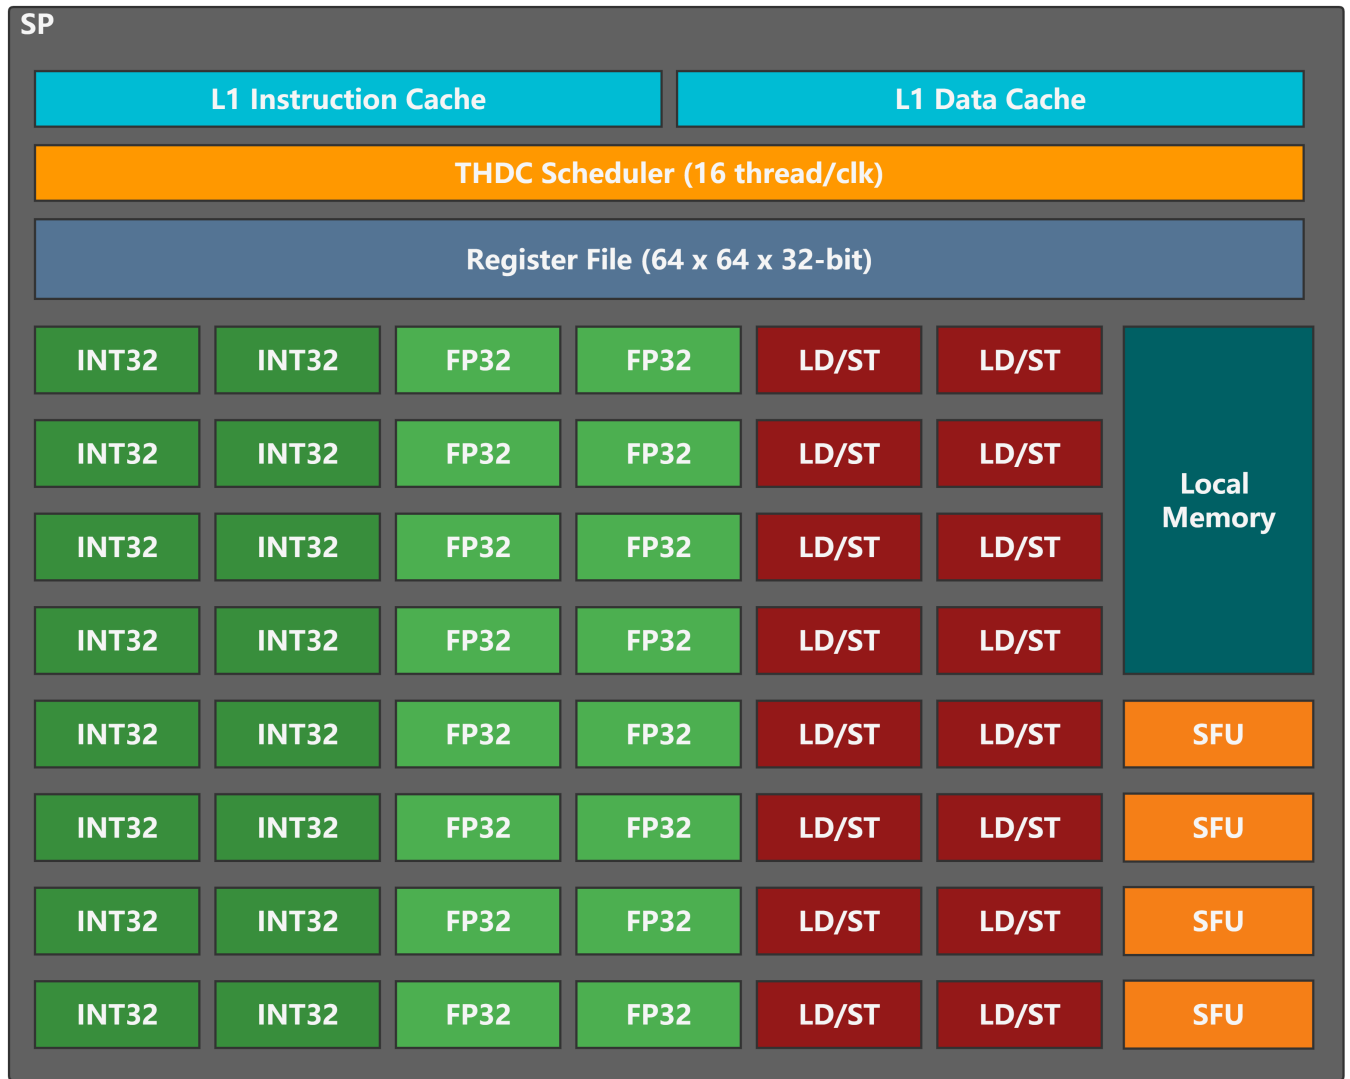 SP
L1 Instruction Cache
L1 Data Cache
THDC Scheduler (16 thread/clk)
Register File (64 x 64 x 32-bit)
INT32 INT32 FP32 FP32 LD/ST LD/ST
INT32 INT32 FP32 FP32 LD/ST LD/ST
Local
Memory
INT32 INT32 FP32 FP32 LD/ST LD/ST
INT32 INT32 FP32 FP32 LD/ST LD/ST
INT32 INT32 FP32 FP32 LD/ST LD/ST SFU
INT32 INT32 FP32 FP32 LD/ST LD/ST SFU
INT32 INT32 FP32 FP32 LD/ST LD/ST SFU
INT32 INT32 FP32 FP32 LD/ST LD/ST SFU